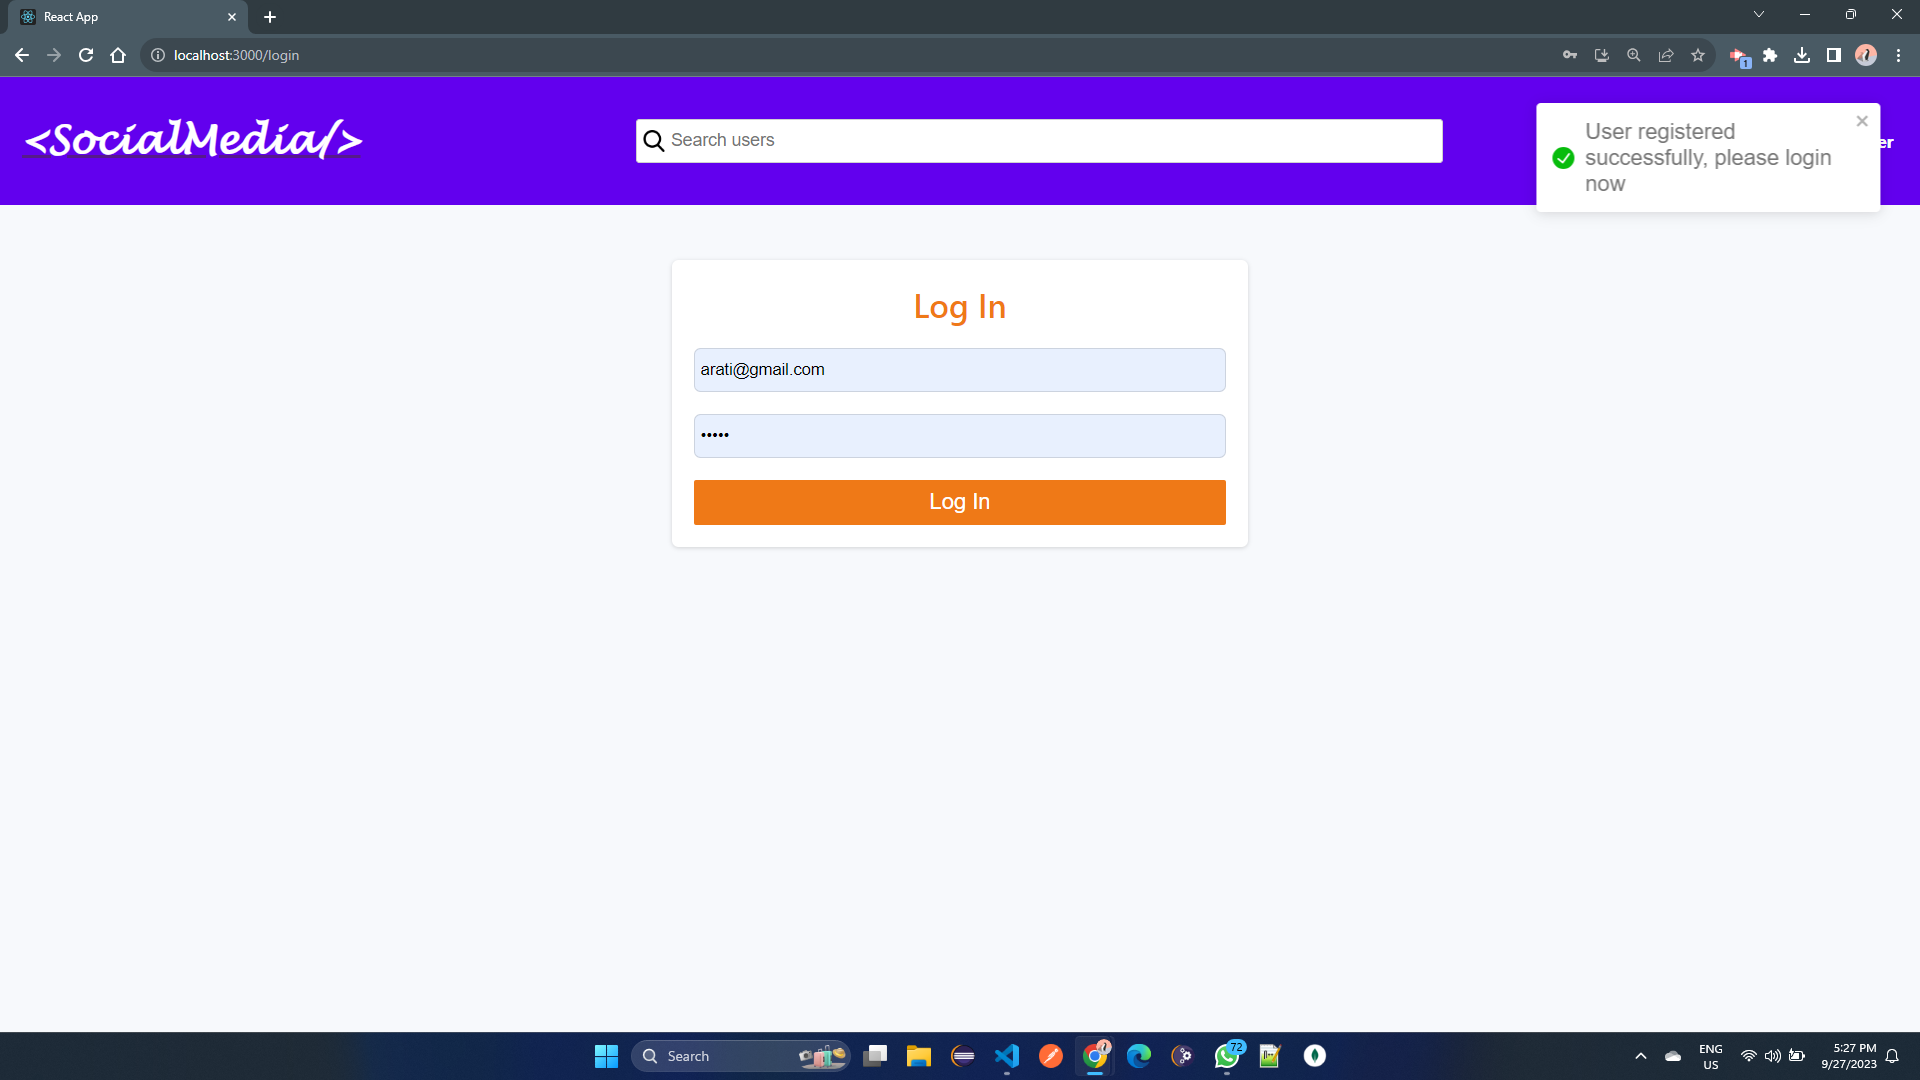 React App
localhost:3000/login
1
<SocialMedia/>
Search users
User registered
successfully, please login
now
er
Log In
arati@gmail.com
•••••
Log In
Search
72
ENG
US
5:27 PM
9/27/2023